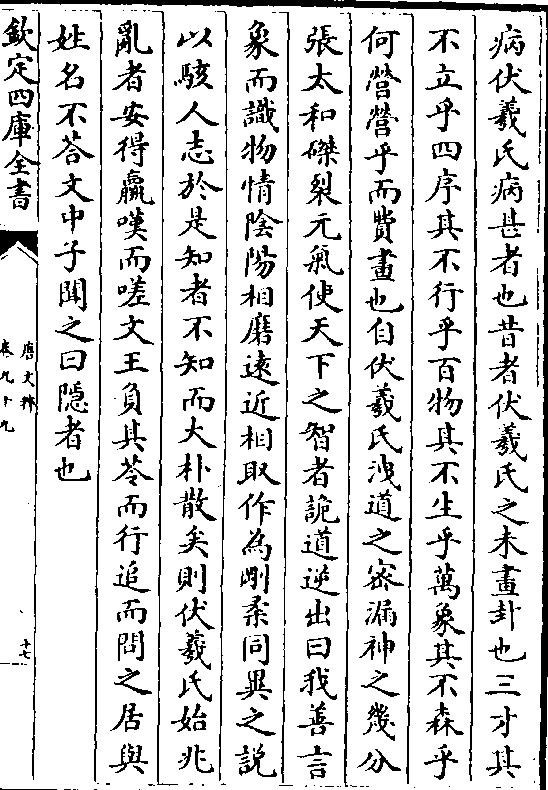 病伏羲氏病甚者也昔者伏羲氏之未畫卦也三才其
不立乎四序其不行乎百物其不生乎萬象其不森乎
何營營乎而費畫也自伏羲氏洩道之宻漏神之幾分
張太和磔裂元氣使天下之智者詭道逆出曰我善言
象而識物情陰陽相磨遠近相取作為剛柔同異之說
以駭人志於是知者不知而大朴散矣則伏羲氏始兆
亂者安得羸嘆而嗟文王負其苓而行追而問之居與
姓名不荅文中子聞之曰隱者也
欽定四庫全書
唐文粹
卷九十九
十七